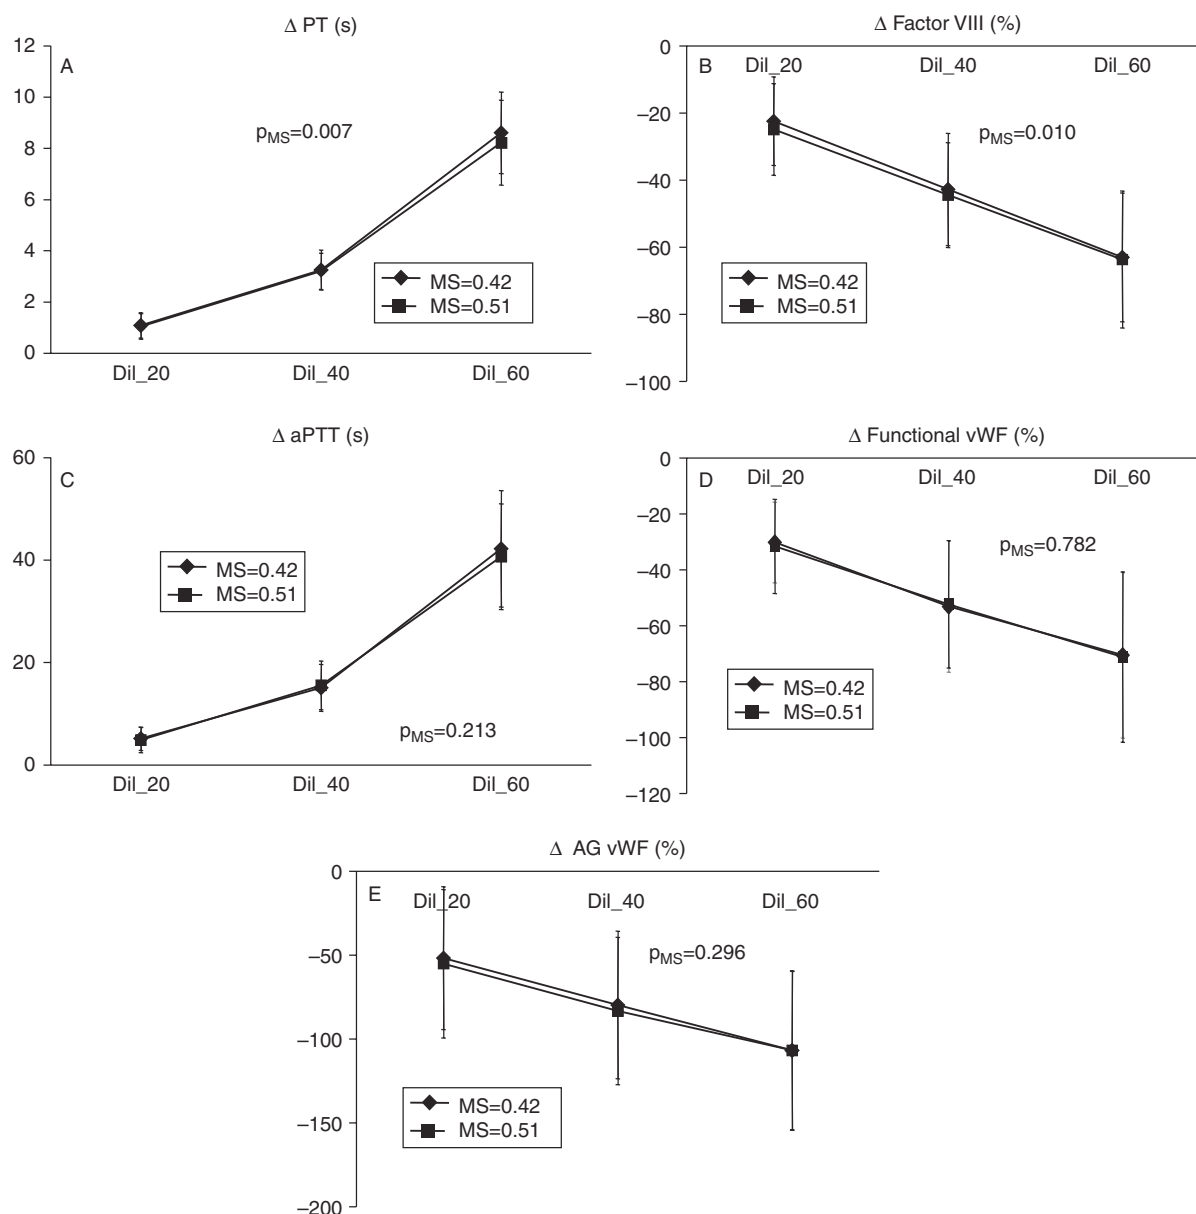 Δ PT (s)
12
A
10
8
6
4
2
0
pMS=0.007
MS=0.42
MS=0.51
Dil_20 Dil_40 Dil_60
Δ Factor VIII (%)
0
B
Dil_20 Dil_40 Dil_60
–20
–40
–60
–80
–100
pMS=0.010
MS=0.42
MS=0.51
Δ aPTT (s)
60
C
40
20
0
MS=0.42
MS=0.51
pMS=0.213
Dil_20 Dil_40 Dil_60
Δ Functional vWF (%)
0
D
Dil_20 Dil_40 Dil_60
–20
–40
–60
–80
–100
–120
pMS=0.782
MS=0.42
MS=0.51
Δ AG vWF (%)
0
E
Dil_20 Dil_40 Dil_60
–50
–100
–150
–200
pMS=0.296
MS=0.42
MS=0.51